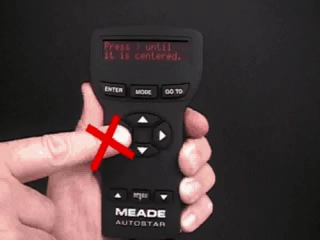 Press > until
it is centered.
ENTER MODE GO TO
MEADE
AUTOSTAR